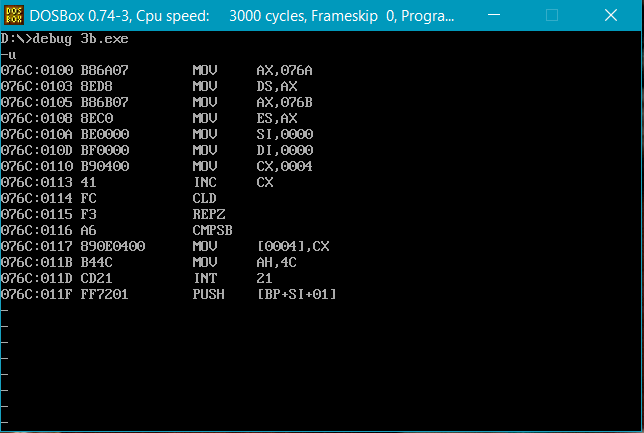 DOS BOX DOSBox 0.74-3, Cpu speed: 3000 cycles, Frameskip 0, Progra...
D:\>debug 3b.exe
-u
076C:0100 B86A07 MOV AX,076A
076C:0103 8ED8 MOV DS,AX
076C:0105 B86B07 MOV AX,076B
076C:0108 8EC0 MOV ES,AX
076C:010A BE0000 MOV SI,0000
076C:010D BF0000 MOV DI,0000
076C:0110 B90400 MOV CX,0004
076C:0113 41 INC CX
076C:0114 FC CLD
076C:0115 F3 REPZ
076C:0116 A6 CMPSB
076C:0117 890E0400 MOV [0004],CX
076C:011B B44C MOV AH,4C
076C:011D CD21 INT 21
076C:011F FF7201 PUSH [BP+SI+01]
-
-
-
-
-
-
-
-